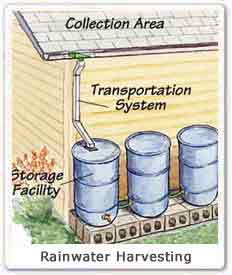 Collection Area
Transportation
System
Storage
Facility
Rainwater Harvesting